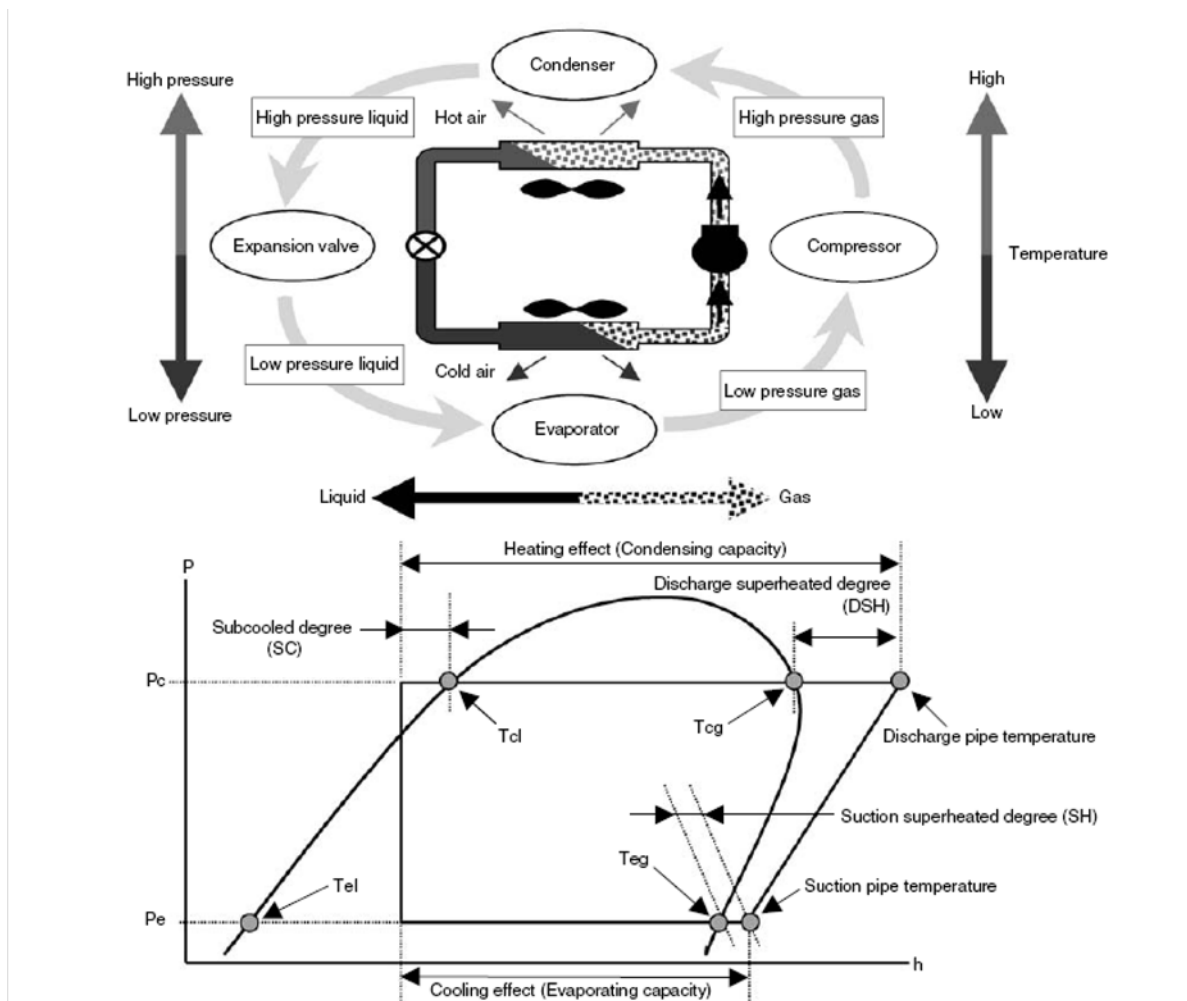 Condenser
High pressure
High
High pressure liquid
Hot air
High pressure gas
Expansion valve
Compressor
Temperature
Low pressure liquid
Cold air
Low pressure gas
Low pressure
Evaporator
Low
Liquid
Gas
Heating effect (Condensing capacity)
P
Discharge superheated degree
(DSH)
Subcooled degree
(SC)
Pc
Tcl
Tcg
Discharge pipe temperature
Suction superheated degree (SH)
Teg
Tel
Suction pipe temperature
Pe
h
Cooling effect (Evaporating capacity)